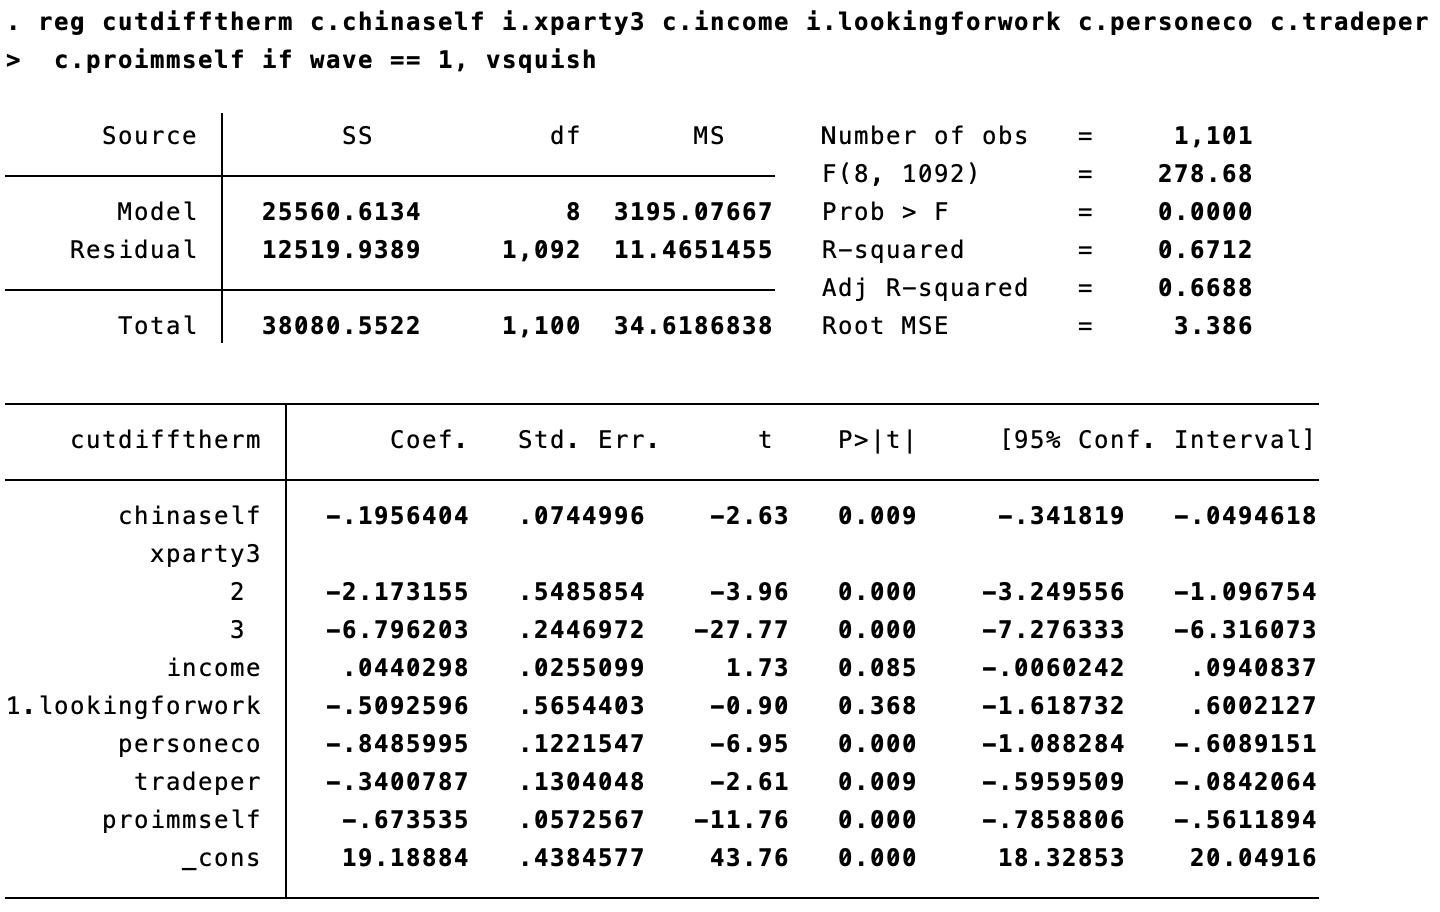 . reg cutdifftherm c.chinaself i.xparty3 c.income i.lookingforwork c.personeco c.tradeper
>  c.proimmself if wave == 1, vsquish
Source | SS df MS Number of obs = 1,101
F(8, 1092) = 278.68
Model | 25560.6134 8 3195.07667 Prob > F = 0.0000
Residual | 12519.9389 1,092 11.4651455 R-squared = 0.6712
Adj R-squared = 0.6688
Total | 38080.5522 1,100 34.6186838 Root MSE = 3.386
cutdifftherm | Coef. Std. Err. t P>|t| [95% Conf. Interval]
chinaself | -.1956404 .0744996 -2.63 0.009 -.341819 -.0494618
xparty3 |
2 | -2.173155 .5485854 -3.96 0.000 -3.249556 -1.096754
3 | -6.796203 .2446972 -27.77 0.000 -7.276333 -6.316073
income | .0440298 .0255099 1.73 0.085 -.0060242 .0940837
1.lookingforwork | -.5092596 .5654403 -0.90 0.368 -1.618732 .6002127
personeco | -.8485995 .1221547 -6.95 0.000 -1.088284 -.6089151
tradeper | -.3400787 .1304048 -2.61 0.009 -.5959509 -.0842064
proimmself | -.673535 .0572567 -11.76 0.000 -.7858806 -.5611894
_cons | 19.18884 .4384577 43.76 0.000 18.32853 20.04916